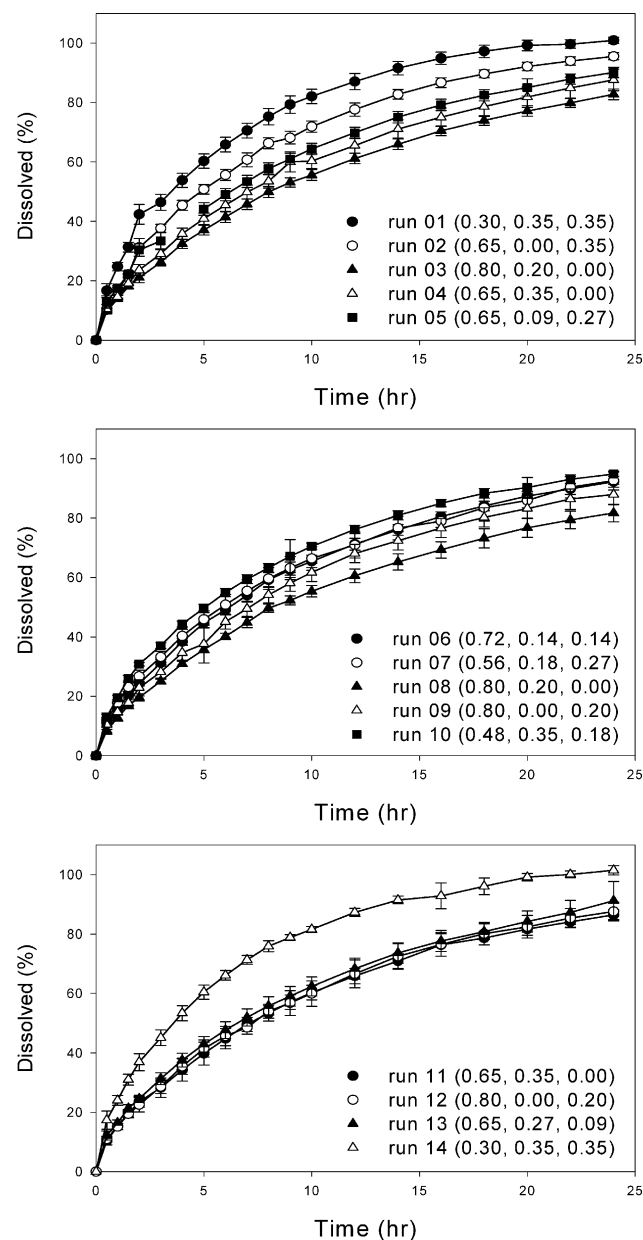 100
80
60
40
20
0
Dissolved (%)
run 01 (0.30, 0.35, 0.35)
run 02 (0.65, 0.00, 0.35)
run 03 (0.80, 0.20, 0.00)
run 04 (0.65, 0.35, 0.00)
run 05 (0.65, 0.09, 0.27)
0 5 10 15 20 25
Time (hr)
100
80
60
40
20
0
Dissolved (%)
run 06 (0.72, 0.14, 0.14)
run 07 (0.56, 0.18, 0.27)
run 08 (0.80, 0.20, 0.00)
run 09 (0.80, 0.00, 0.20)
run 10 (0.48, 0.35, 0.18)
0 5 10 15 20 25
Time (hr)
100
80
60
40
20
0
Dissolved (%)
run 11 (0.65, 0.35, 0.00)
run 12 (0.80, 0.00, 0.20)
run 13 (0.65, 0.27, 0.09)
run 14 (0.30, 0.35, 0.35)
0 5 10 15 20 25
Time (hr)